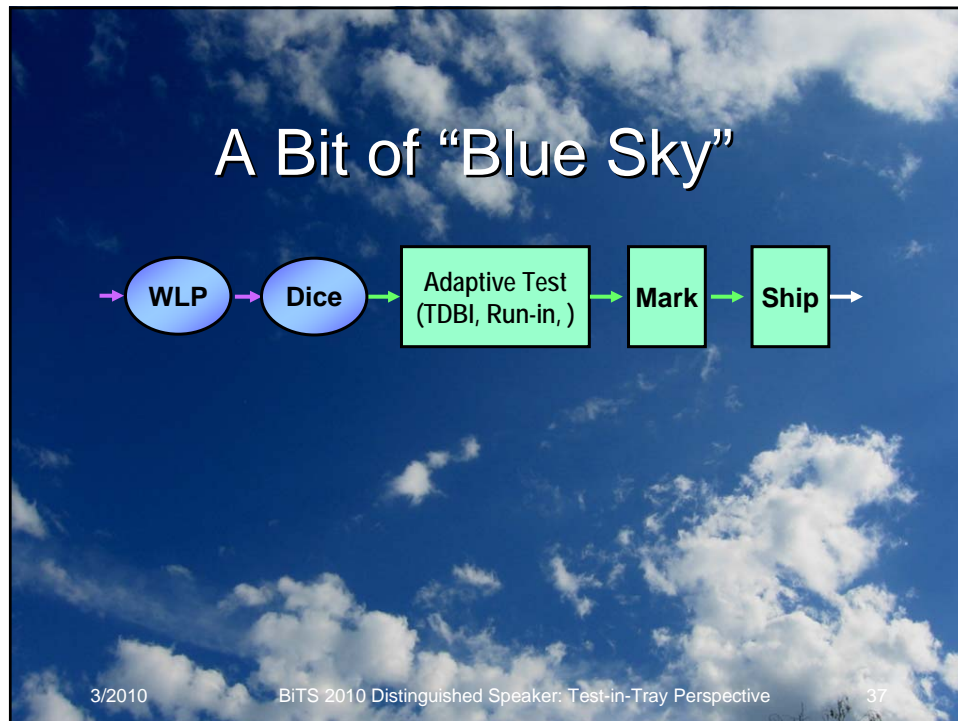 A Bit of “Blue Sky”
WLP
Dice
Adaptive Test
(TDBI, Run-in, )
Mark
Ship
3/2010
BiTS 2010 Distinguished Speaker: Test-in-Tray Perspective
37